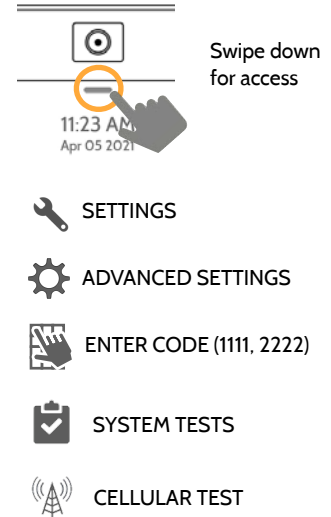 Swipe down
for access
11:23 AM
Apr 05 2021
SETTINGS
ADVANCED SETTINGS
ENTER CODE (1111, 2222)
SYSTEM TESTS
CELLULAR TEST